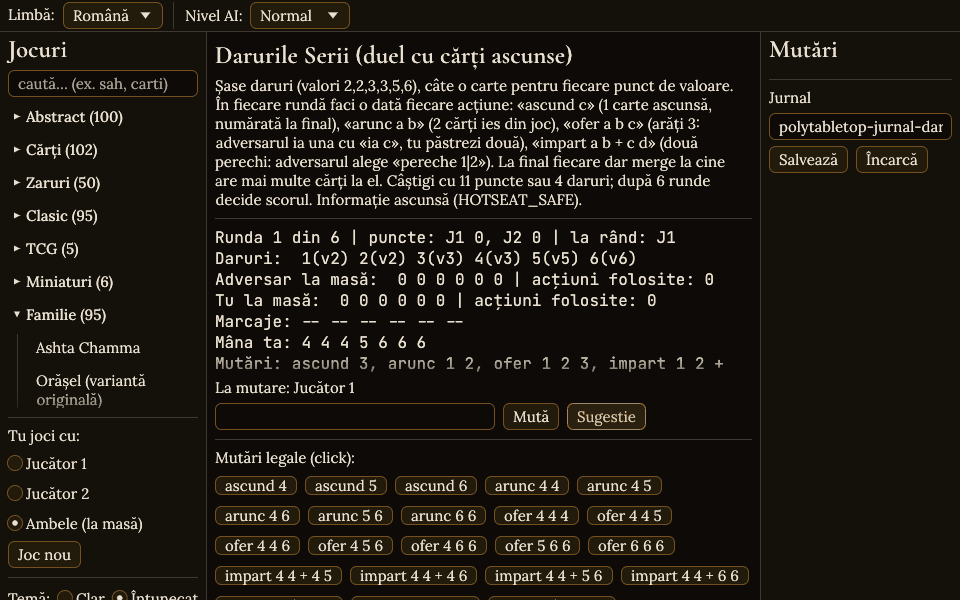 Limbă: Română ▼ Nivel AI: Normal ▼
Jocuri
caută... (ex. sah, carti)
▸ Abstract (100)
▸ Cărți (102)
▸ Zaruri (50)
▸ Clasic (95)
▸ TCG (5)
▸ Miniaturi (6)
▾ Familie (95)
Ashta Chamma
Orășel (variantă
originală)
Tu joci cu:
Jucător 1
Jucător 2
Ambele (la masă)
Joc nou
Temă: Clar Întunecat
Darurile Serii (duel cu cărți ascunse)
Șase daruri (valori 2,2,3,3,5,6), câte o carte pentru fiecare punct de valoare.
În fiecare rundă faci o dată fiecare acțiune: «ascund c» (1 carte ascunsă,
numărată la final), «arunc a b» (2 cărți ies din joc), «ofer a b c» (arăți 3:
adversarul ia una cu «ia c», tu păstrezi două), «impart a b + c d» (două
perechi: adversarul alege «pereche 1|2»). La final fiecare dar merge la cine
are mai multe cărți la el. Câștigi cu 11 puncte sau 4 daruri; după 6 runde
decide scorul. Informație ascunsă (HOTSEAT_SAFE).
Runda 1 din 6 | puncte: J1 0, J2 0 | la rând: J1
Daruri: 1(v2) 2(v2) 3(v3) 4(v3) 5(v5) 6(v6)
Adversar la masă: 0 0 0 0 0 0 | acțiuni folosite: 0
Tu la masă: 0 0 0 0 0 0 | acțiuni folosite: 0
Marcaje: -- -- -- -- -- --
Mâna ta: 4 4 4 5 6 6 6
Mutări: ascund 3, arunc 1 2, ofer 1 2 3, impart 1 2 +
La mutare: Jucător 1
Mută Sugestie
Mutări legale (click):
ascund 4 ascund 5 ascund 6 arunc 4 4 arunc 4 5
arunc 4 6 arunc 5 6 arunc 6 6 ofer 4 4 4 ofer 4 4 5
ofer 4 4 6 ofer 4 5 6 ofer 4 6 6 ofer 5 6 6 ofer 6 6 6
impart 4 4 + 4 5 impart 4 4 + 4 6 impart 4 4 + 5 6 impart 4 4 + 6 6
Mutări
Jurnal
polytabletop-jurnal-dar
Salvează Încarcă